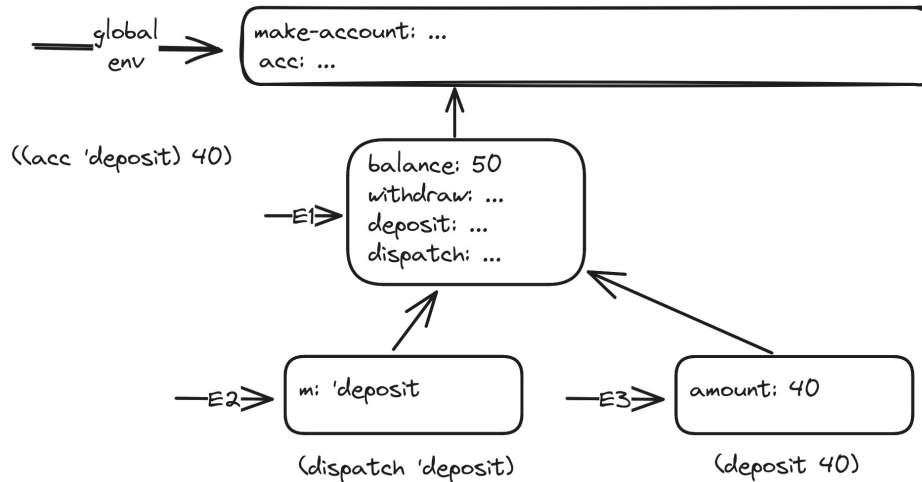 global
env
make-account: ...
acc: ...
((acc 'deposit) 40)
E1
balance: 50
withdraw: ...
deposit: ...
dispatch: ...
E2
m: 'deposit
(dispatch 'deposit)
E3
amount: 40
(deposit 40)